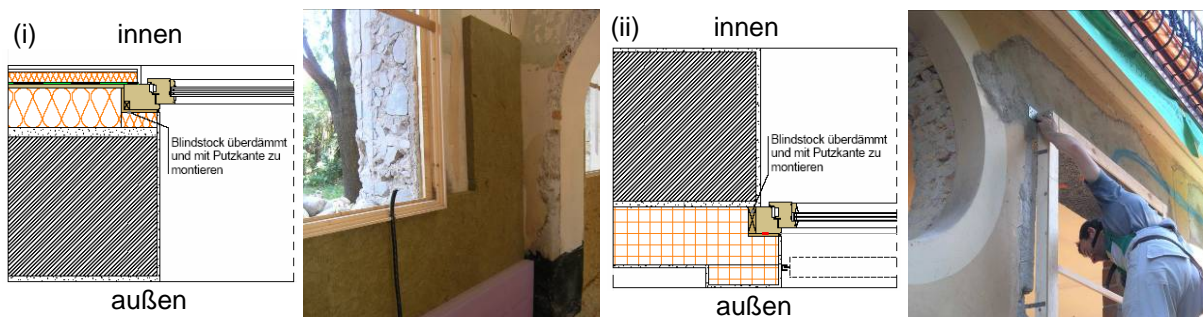 (i) innen
Blindstock überdämmt
und mit Putzkante zu
montieren
außen
(ii) innen
Blindstock überdämmt
und mit Putzkante zu
montieren
außen